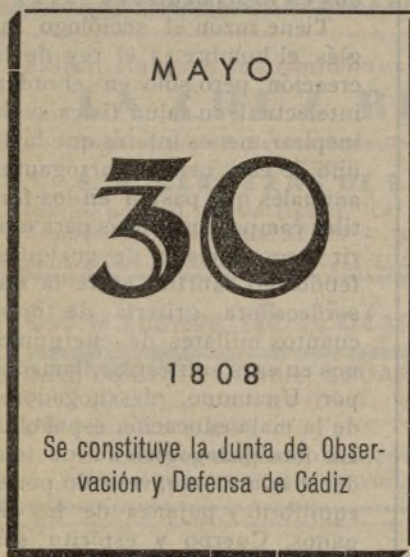 MAYO
30
1808
Se constituye la Junta de Obser-
vación y Defensa de Cádiz